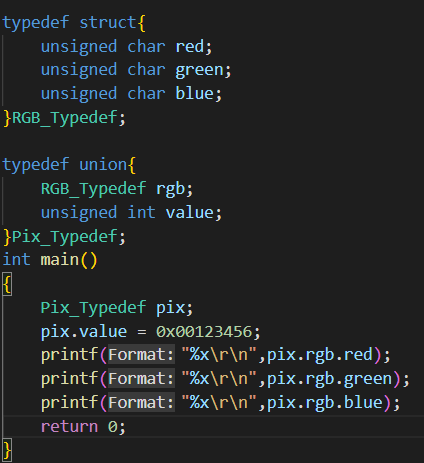 typedef struct{
    unsigned char red;
    unsigned char green;
    unsigned char blue;
}RGB_Typedef;

typedef union{
    RGB_Typedef rgb;
    unsigned int value;
}Pix_Typedef;
int main()
{
    Pix_Typedef pix;
    pix.value = 0x00123456;
    printf(Format: "%x\r\n",pix.rgb.red);
    printf(Format: "%x\r\n",pix.rgb.green);
    printf(Format: "%x\r\n",pix.rgb.blue);
    return 0;
}